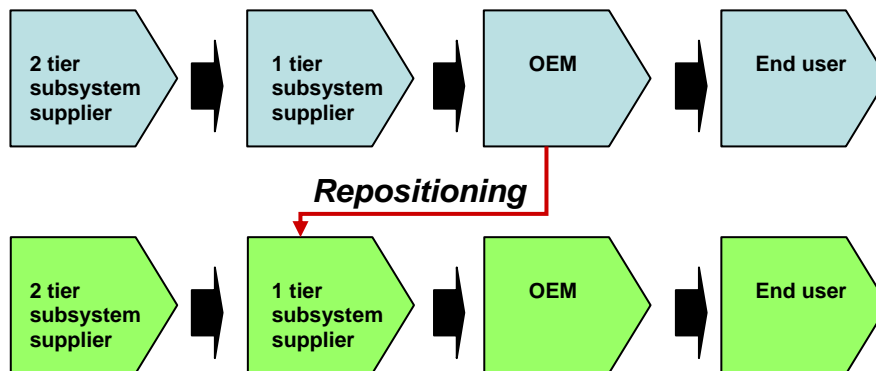 2 tier
subsystem
supplier
1 tier
subsystem
supplier
OEM
End user
Repositioning
2 tier
subsystem
supplier
1 tier
subsystem
supplier
OEM
End user